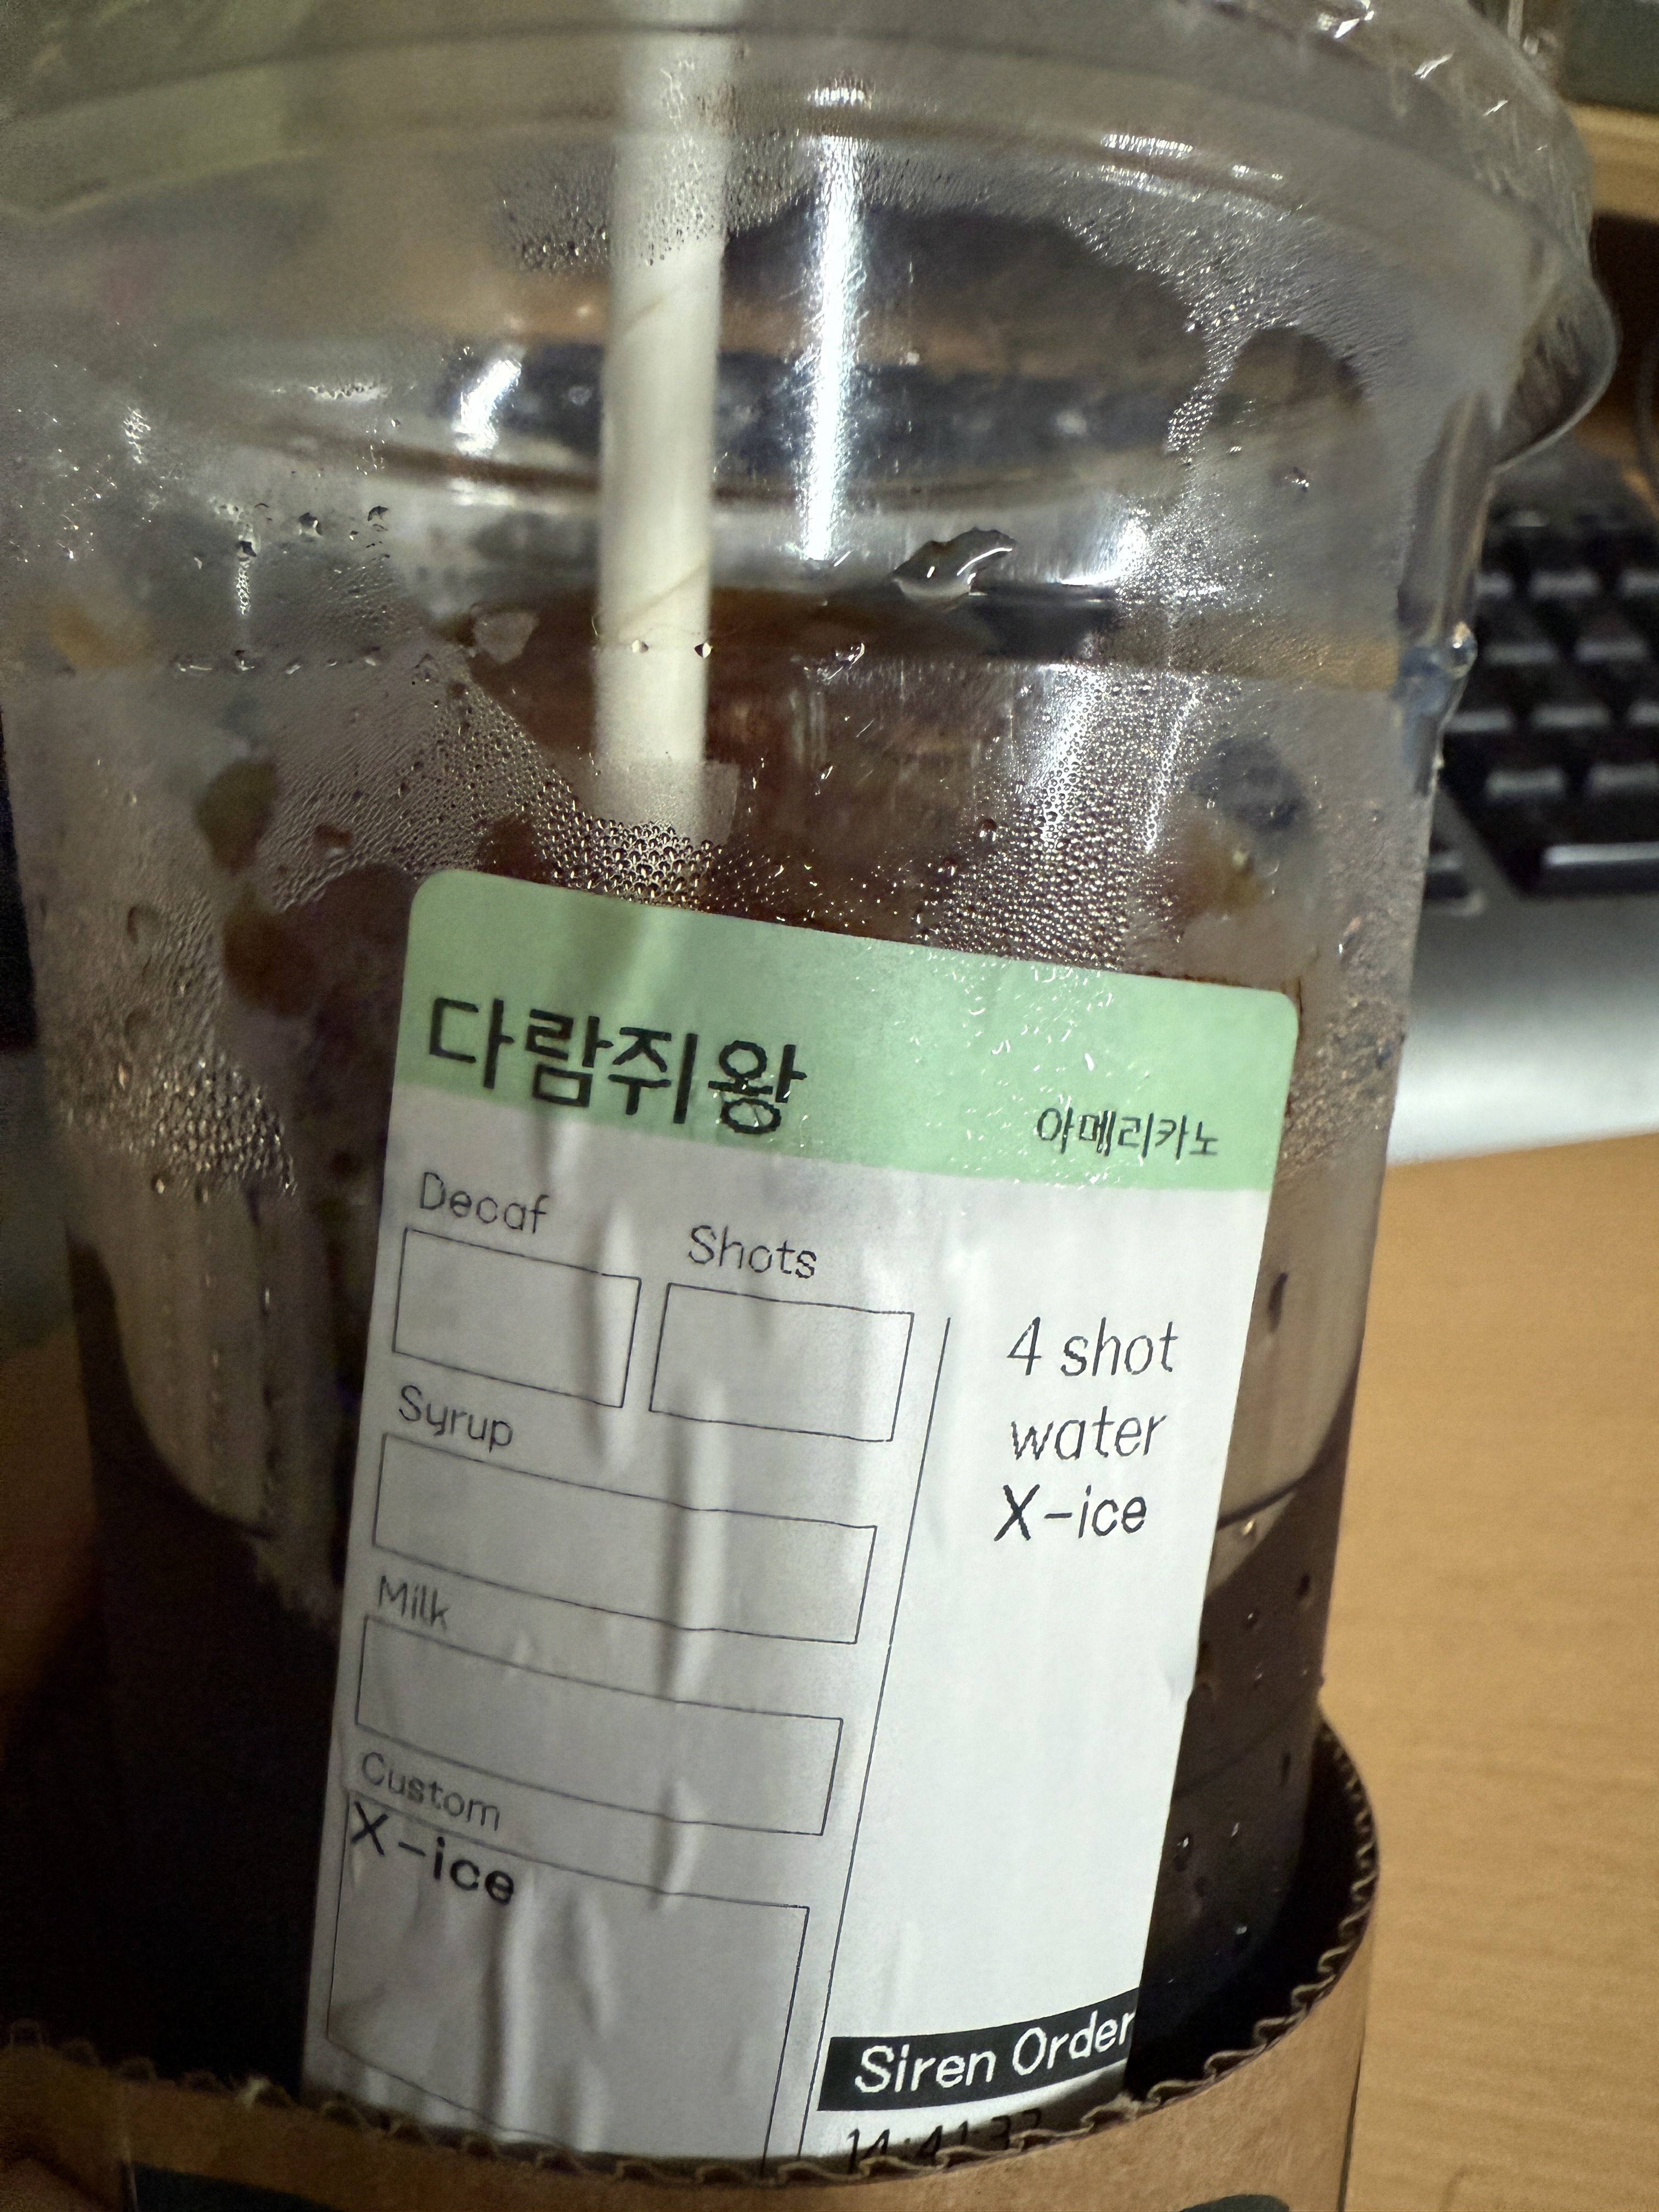 다람쥐왕
아메리카노
Decaf
Shots
Syrup
Milk
Custom
X-ice
4 shot
water
X-ice
Siren Order